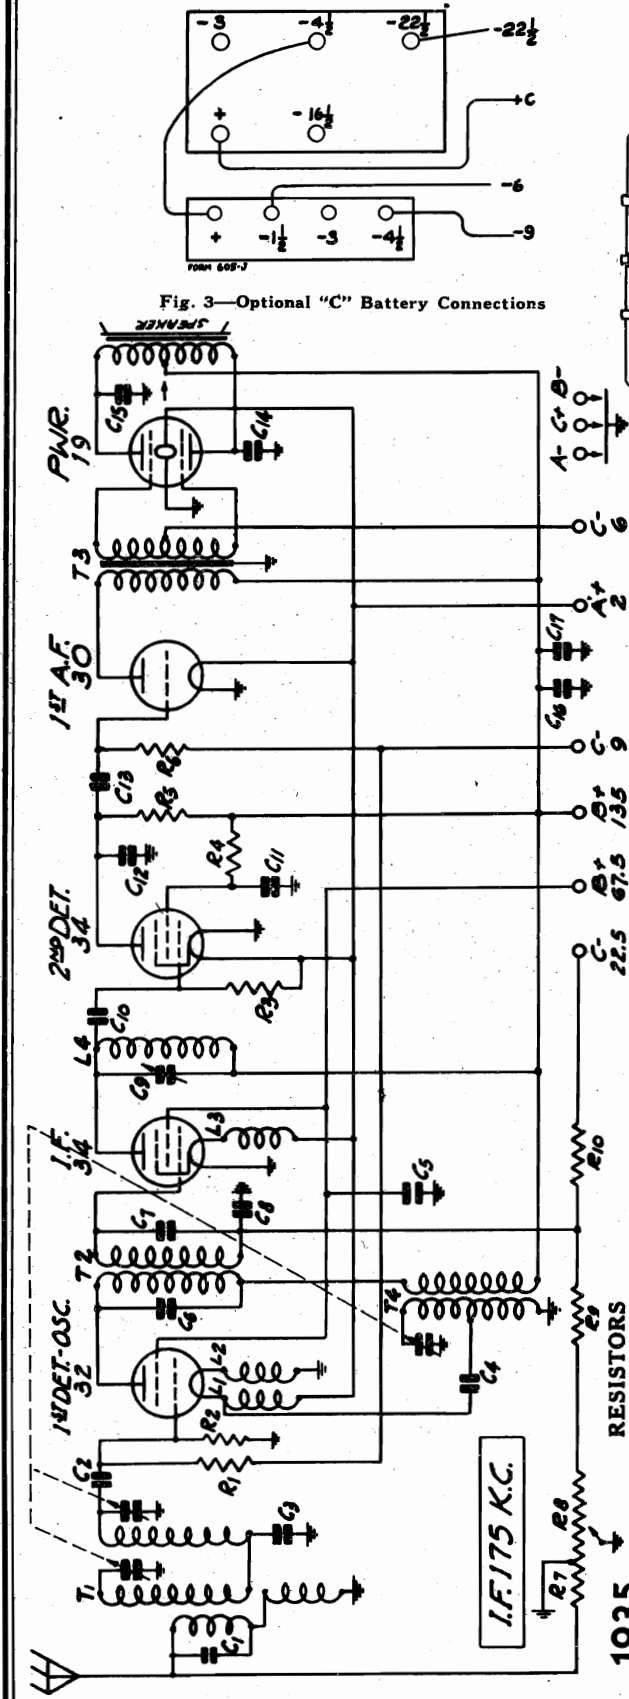 -3 -4½ -22½ -22½
+C
+ -16½
-6
+ -1½ -3 -4½ -9
FORM 605-J
Fig. 3—Optional "C" Battery Connections
SPEAKER
PWR.
19
C15
C14
T3
1ST A.F.
30
C13
R6
R5
R4
C12
C11
2ND DET.
34
C10
R3
L4
C9
I.F.
34
L3
C5
T2
C7
C8
C6
T4
C4
1ST DET.-OSC.
32
L1 L2
R2
R1
C2
C3
T1
C1
A- C+ B-
C-
6
A+
2
C17
C16
C-
9
B+
135
B+
67.5
C-
22.5
R10
R9
R8
R7
I.F. 175 K.C.
RESISTORS
1935